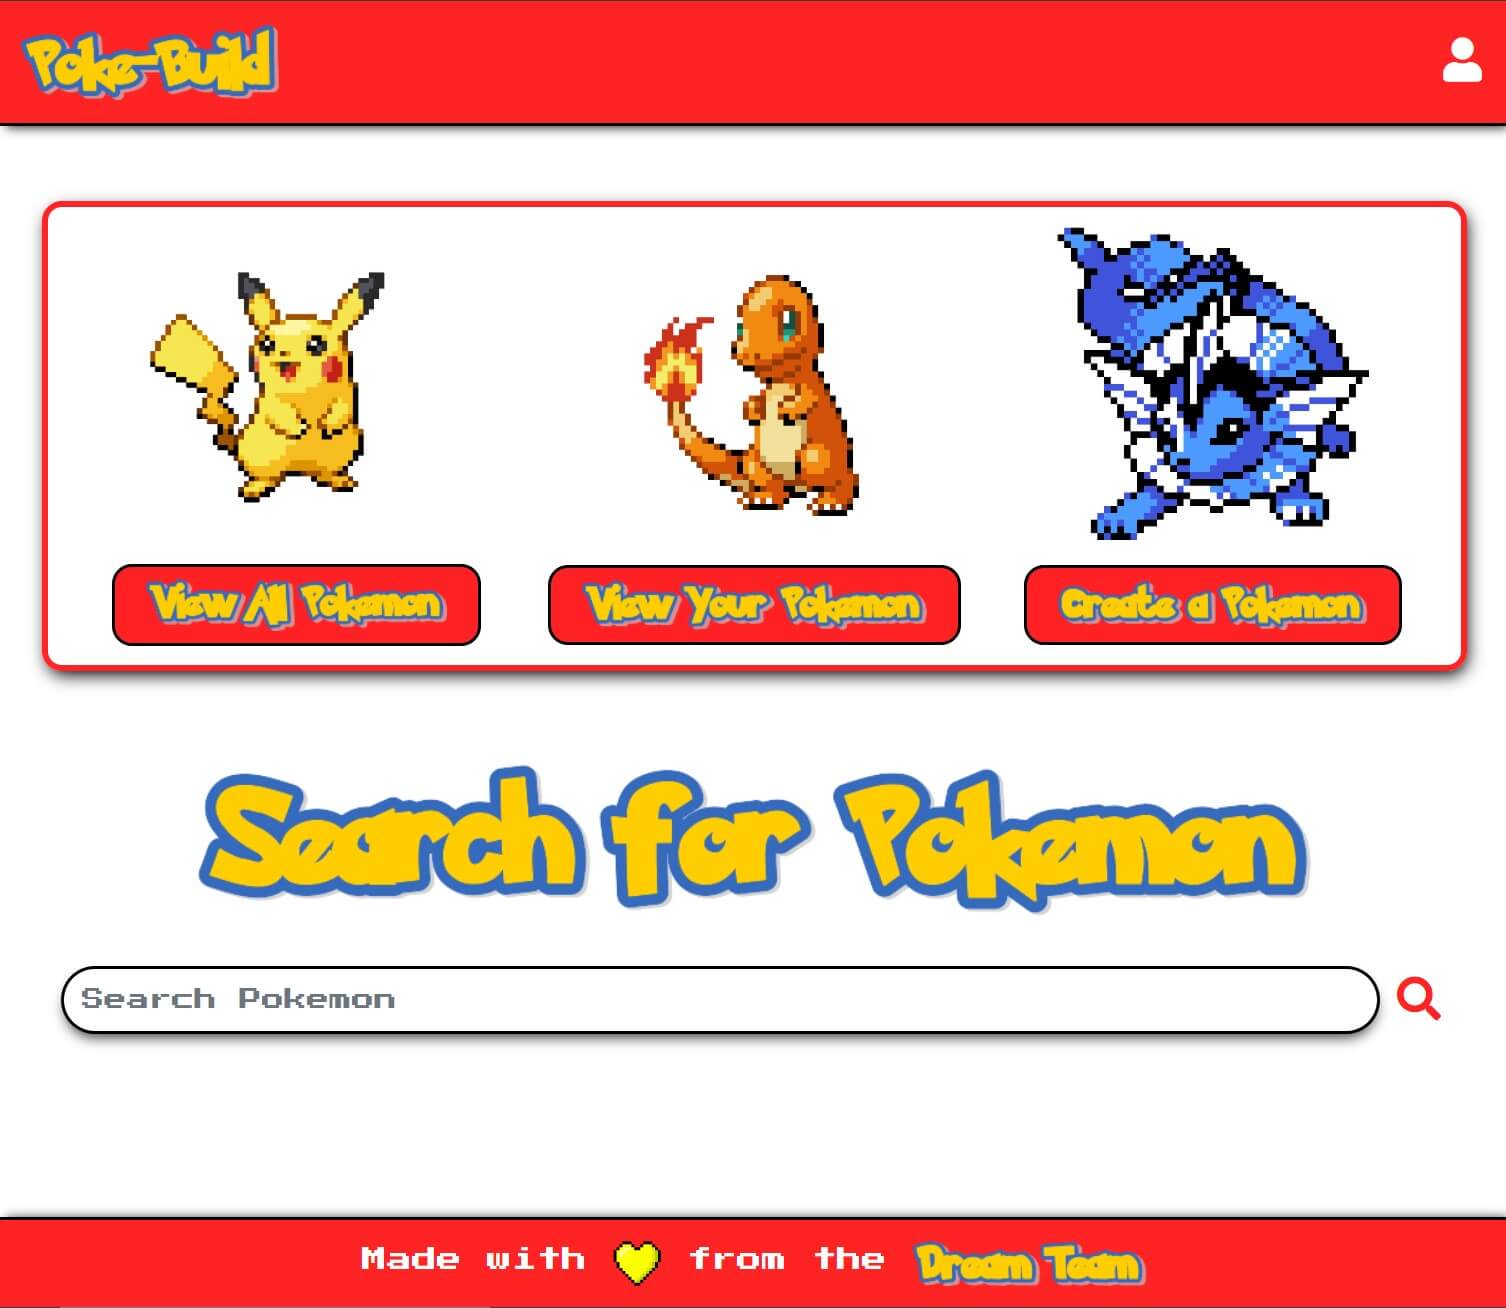 Poke-Build
View All Pokemon
View Your Pokemon
Create a Pokemon
Search for Pokemon
Search Pokemon
Made with from the Dream Team